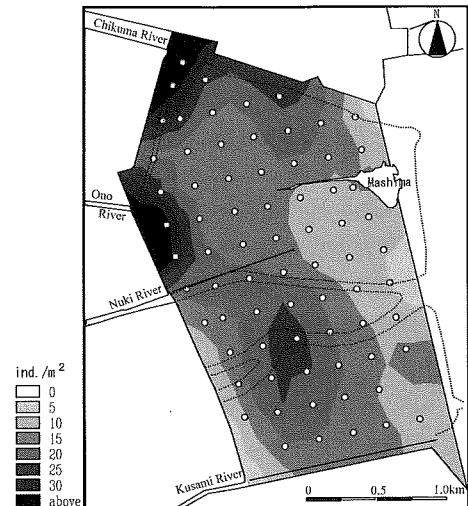 Chikuma River
N
Mashima
Ono
River
Nuki River
ind./m²
0
5
10
15
20
25
30
above
Kusami River
0 0.5 1.0km